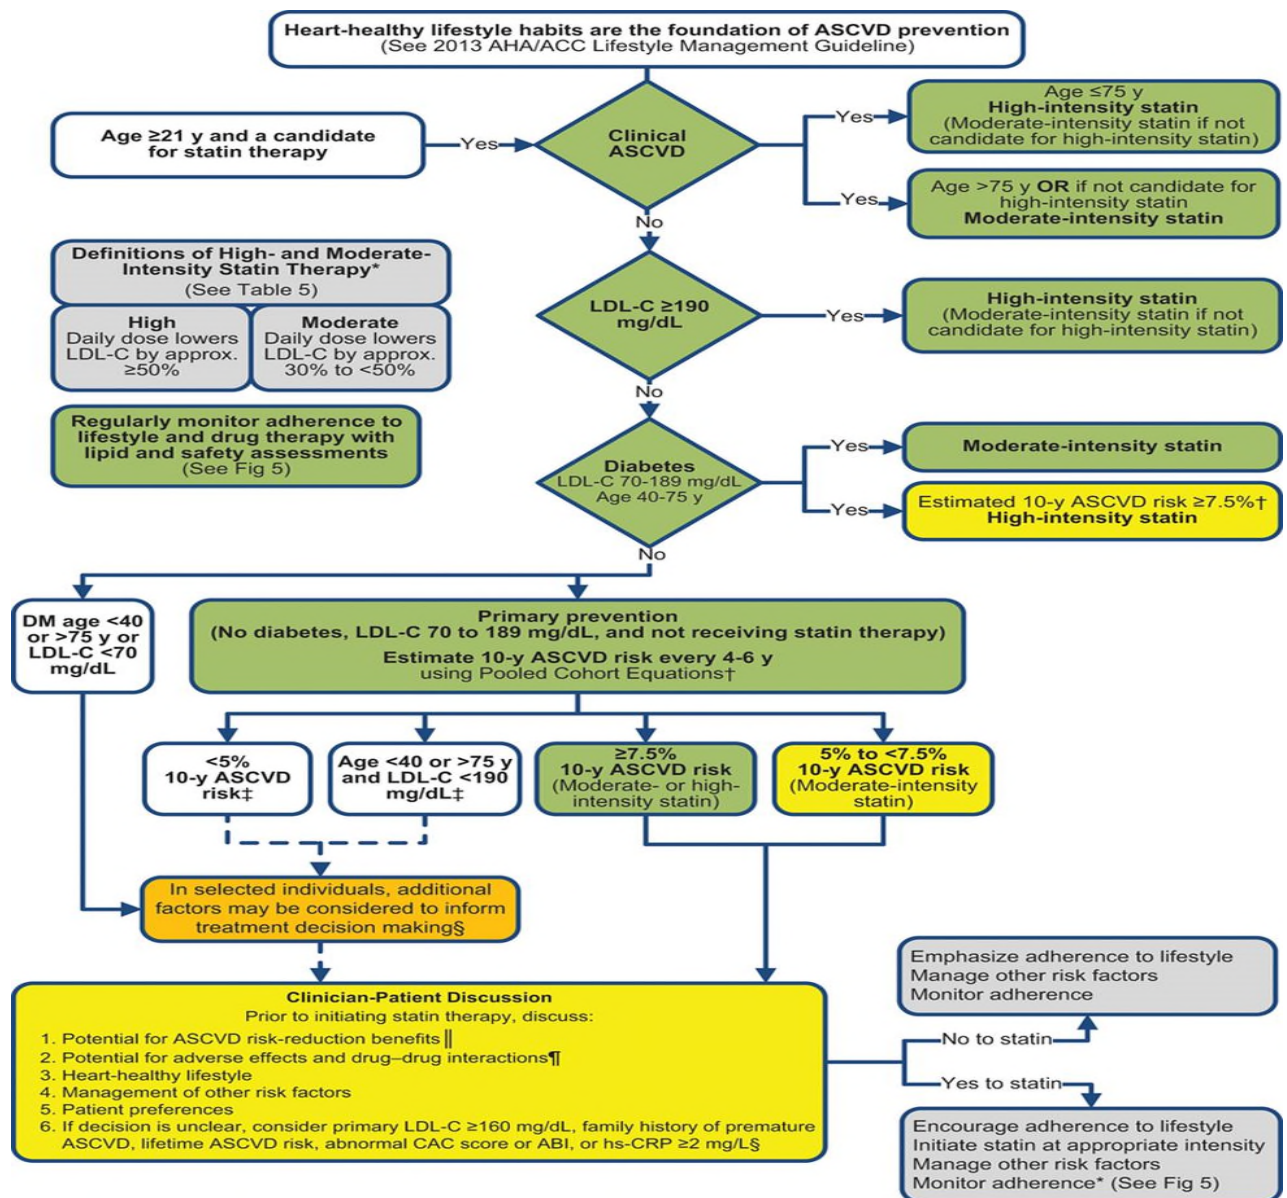 Heart-healthy lifestyle habits are the foundation of ASCVD prevention
(See 2013 AHA/ACC Lifestyle Management Guideline)
Age ≥21 y and a candidate
for statin therapy
Yes
Clinical
ASCVD
Yes
Age ≤75 y
High-intensity statin
(Moderate-intensity statin if not
candidate for high-intensity statin)
Yes
Age >75 y OR if not candidate for
high-intensity statin
Moderate-intensity statin
No
Definitions of High- and Moderate-
Intensity Statin Therapy*
(See Table 5)
High
Daily dose lowers
LDL-C by approx.
≥50%
Moderate
Daily dose lowers
LDL-C by approx.
30% to <50%
LDL-C ≥190
mg/dL
Yes
High-intensity statin
(Moderate-intensity statin if not
candidate for high-intensity statin)
No
Regularly monitor adherence to
lifestyle and drug therapy with
lipid and safety assessments
(See Fig 5)
Diabetes
LDL-C 70-189 mg/dL
Age 40-75 y
Yes
Moderate-intensity statin
Yes
Estimated 10-y ASCVD risk ≥7.5%†
High-intensity statin
No
DM age <40
or >75 y or
LDL-C <70
mg/dL
Primary prevention
(No diabetes, LDL-C 70 to 189 mg/dL, and not receiving statin therapy)
Estimate 10-y ASCVD risk every 4-6 y
using Pooled Cohort Equations†
<5%
10-y ASCVD
risk‡
Age <40 or >75 y
and LDL-C <190
mg/dL‡
≥7.5%
10-y ASCVD risk
(Moderate- or high-
intensity statin)
5% to <7.5%
10-y ASCVD risk
(Moderate-intensity
statin)
In selected individuals, additional
factors may be considered to inform
treatment decision making§
Clinician-Patient Discussion
Prior to initiating statin therapy, discuss:
1. Potential for ASCVD risk-reduction benefits‖
2. Potential for adverse effects and drug–drug interactions¶
3. Heart-healthy lifestyle
4. Management of other risk factors
5. Patient preferences
6. If decision is unclear, consider primary LDL-C ≥160 mg/dL, family history of premature
ASCVD, lifetime ASCVD risk, abnormal CAC score or ABI, or hs-CRP ≥2 mg/L§
Emphasize adherence to lifestyle
Manage other risk factors
Monitor adherence
No to statin
Yes to statin
Encourage adherence to lifestyle
Initiate statin at appropriate intensity
Manage other risk factors
Monitor adherence* (See Fig 5)